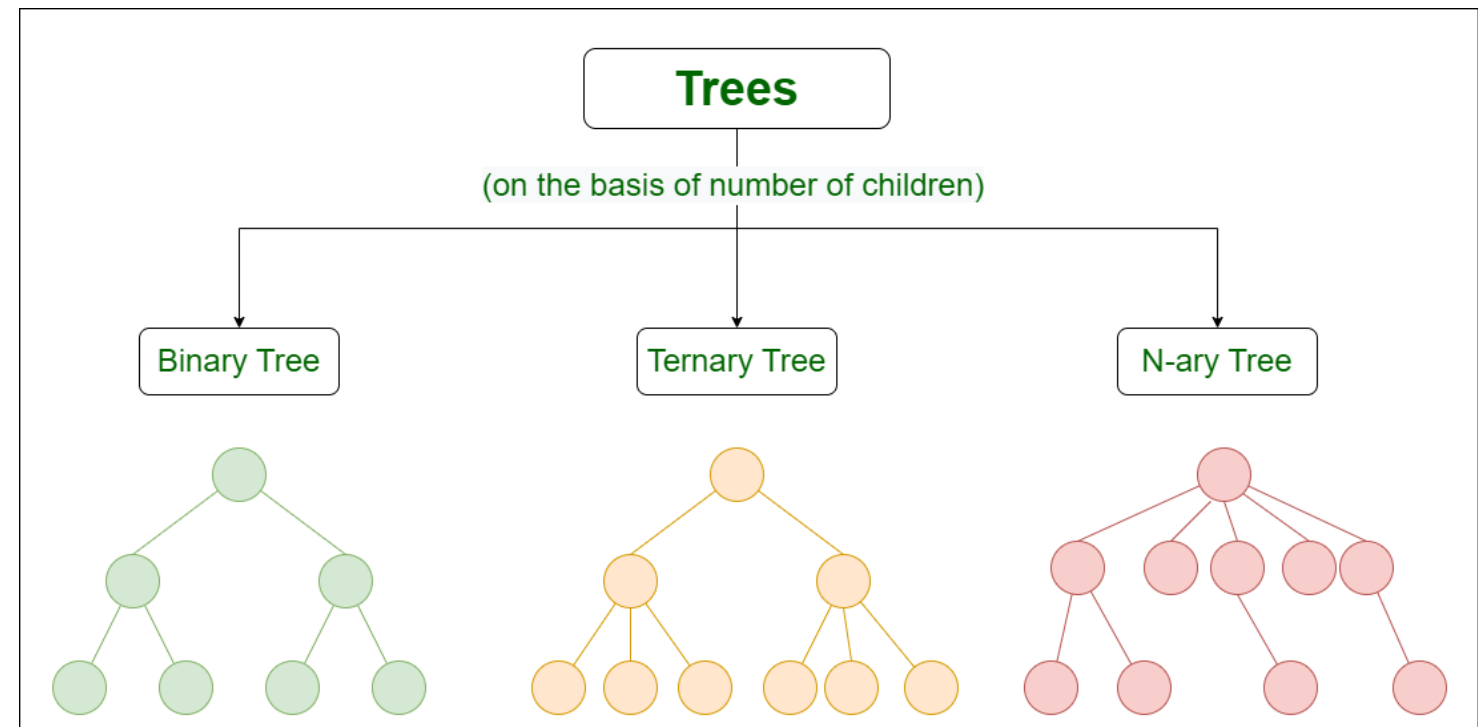 Trees
(on the basis of number of children)
Binary Tree
Ternary Tree
N-ary Tree